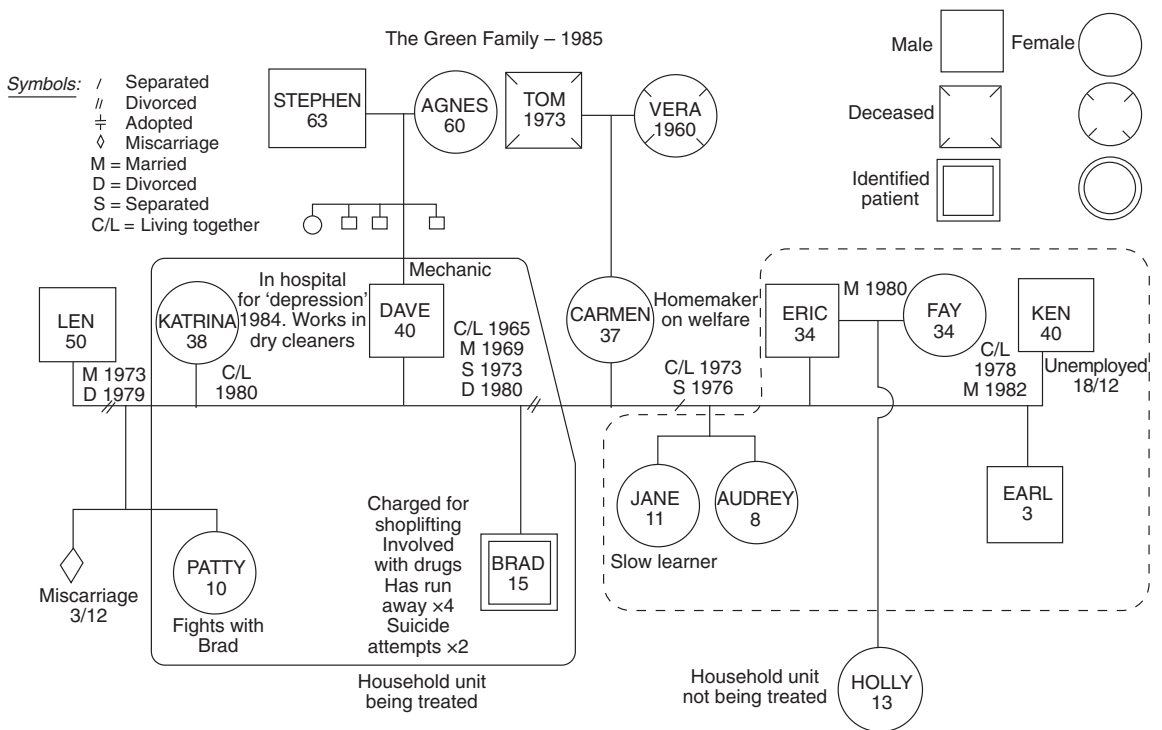 The Green Family – 1985
Symbols:
/ Separated
// Divorced
╪ Adopted
◊ Miscarriage
M = Married
D = Divorced
S = Separated
C/L = Living together
Male
Female
Deceased
Identified
patient
STEPHEN
63
AGNES
60
TOM
1973
VERA
1960
LEN
50
M 1973
D 1979
KATRINA
38
C/L
1980
In hospital
for ‘depression’
1984. Works in
dry cleaners
Mechanic
DAVE
40
C/L 1965
M 1969
S 1973
D 1980
CARMEN
37
Homemaker
on welfare
C/L 1973
S 1976
ERIC
34
M 1980
FAY
34
C/L
1978
M 1982
KEN
40
Unemployed
18/12
Miscarriage
3/12
PATTY
10
Fights with
Brad
Charged for
shoplifting
Involved
with drugs
Has run
away ×4
Suicide
attempts ×2
BRAD
15
JANE
11
Slow learner
AUDREY
8
EARL
3
Household unit
being treated
Household unit
not being treated
HOLLY
13